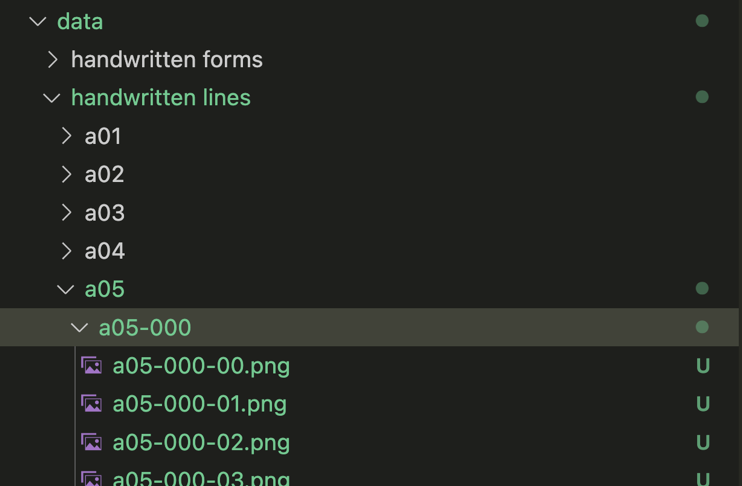 data
handwritten forms
handwritten lines
a01
a02
a03
a04
a05
a05-000
a05-000-00.png U
a05-000-01.png U
a05-000-02.png U
a05-000-03.png U